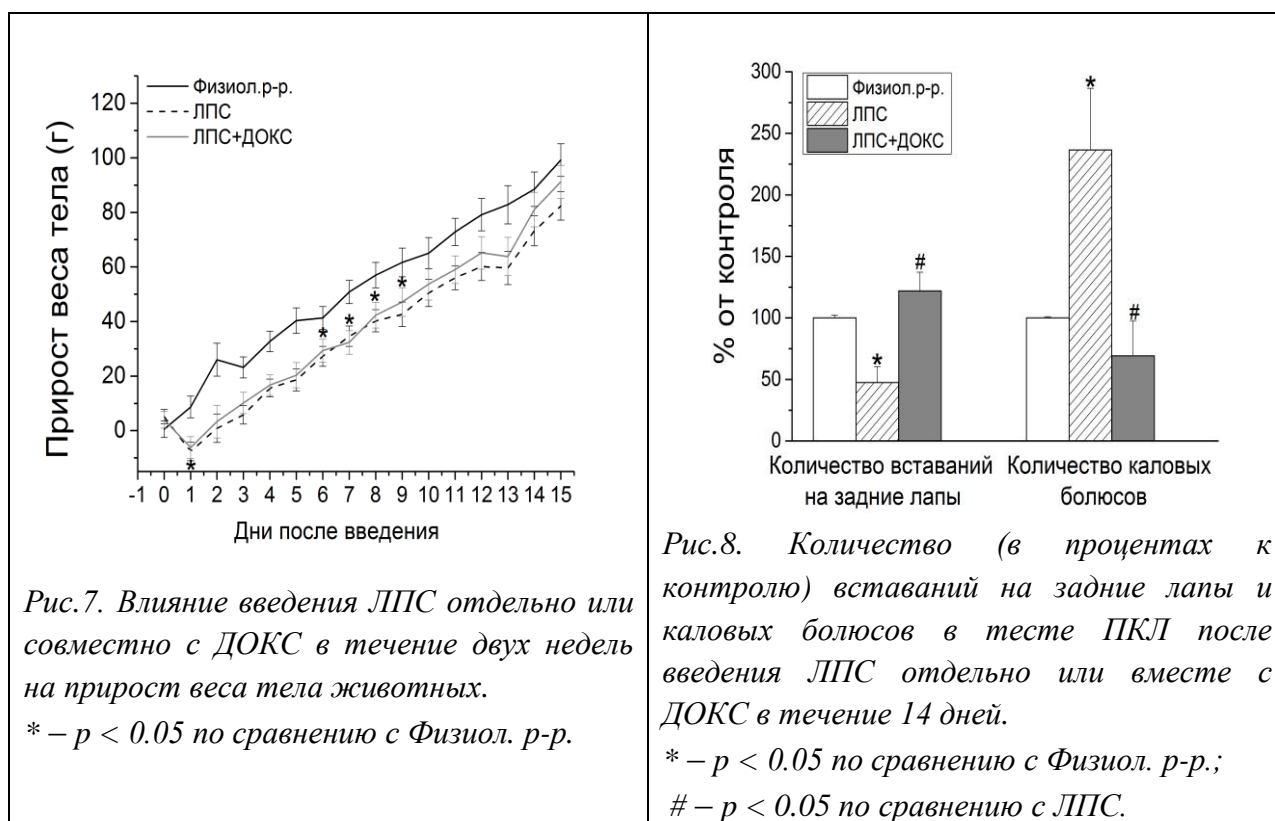 Физиол.р-р.
ЛПС
ЛПС+ДОКС
Прирост веса тела (г)
120
100
80
60
40
20
0
*
*
*
*
*
-1 0 1 2 3 4 5 6 7 8 9 10 11 12 13 14 15
Дни после введения
Рис.7. Влияние введения ЛПС отдельно или
совместно с ДОКС в течение двух недель
на прирост веса тела животных.
* – p < 0.05 по сравнению с Физиол. р-р.
Физиол.р-р.
ЛПС
ЛПС+ДОКС
% от контроля
300
250
200
150
100
50
0
*
#
*
#
Количество вставаний
на задние лапы
Количество каловых
болюсов
Рис.8. Количество (в процентах к
контролю) вставаний на задние лапы и
каловых болюсов в тесте ПКЛ после
введения ЛПС отдельно или вместе с
ДОКС в течение 14 дней.
* – p < 0.05 по сравнению с Физиол. р-р.;
# – p < 0.05 по сравнению с ЛПС.